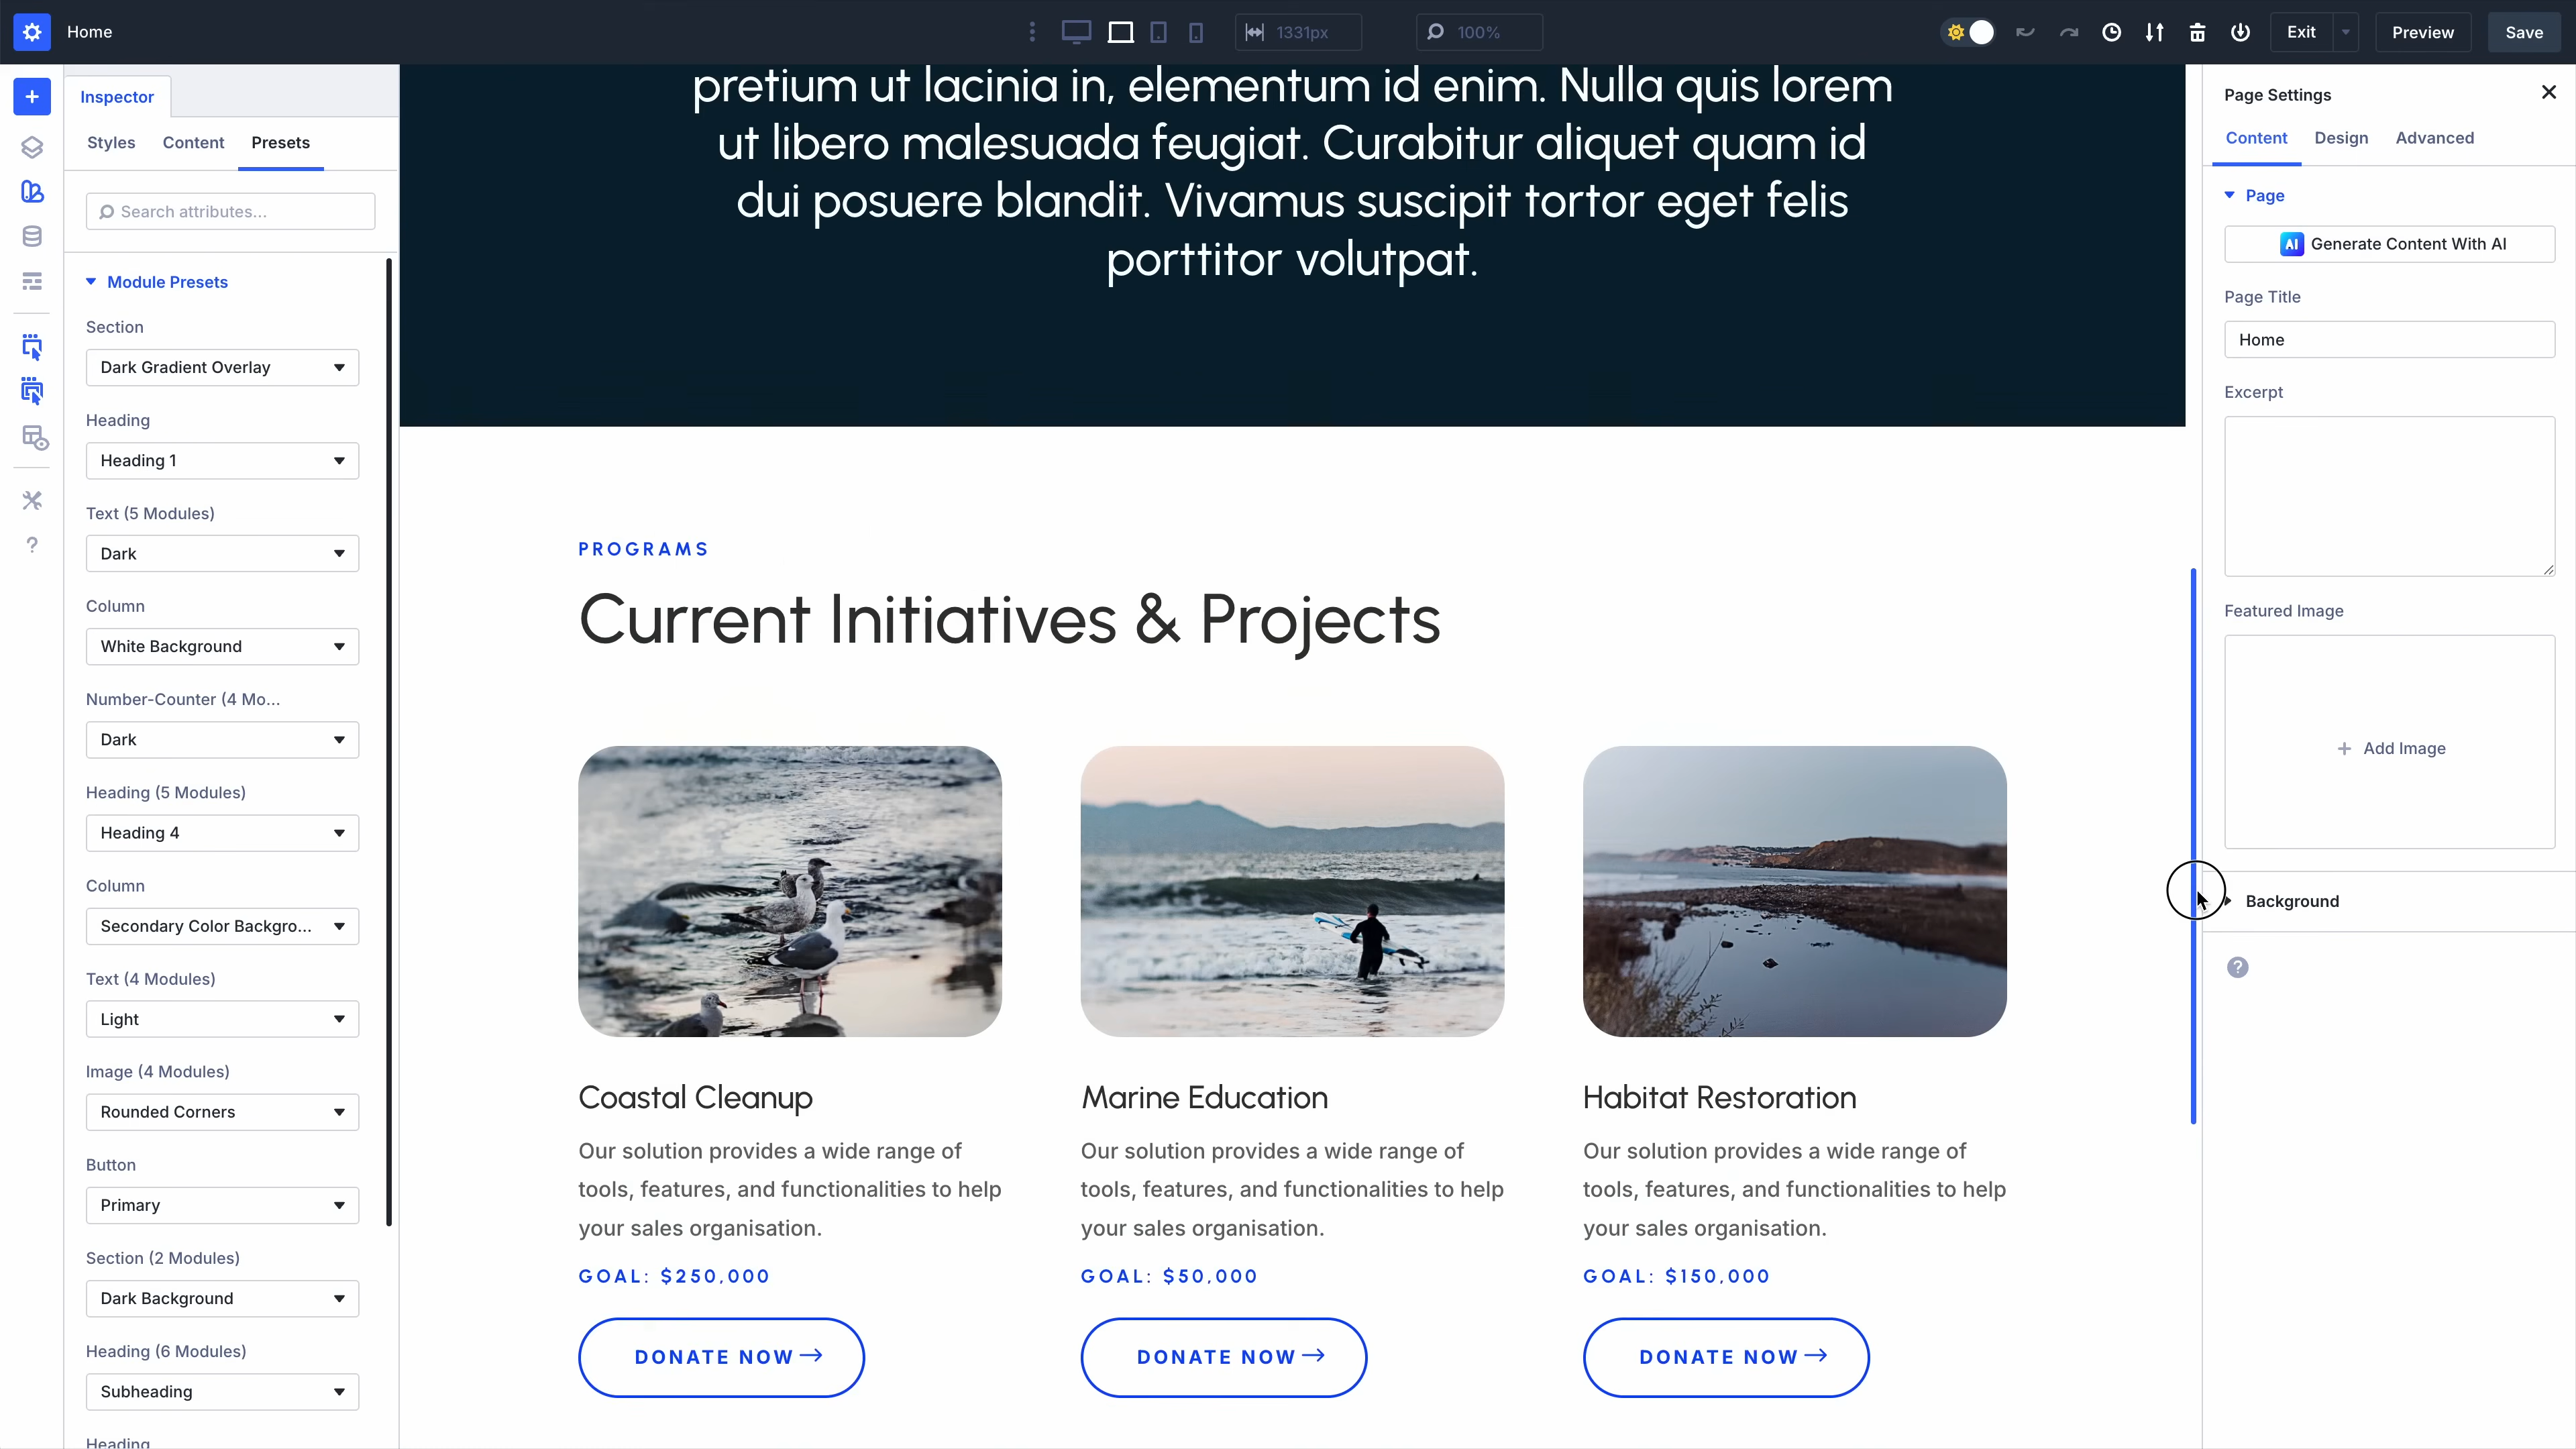 Home
1331px
100%
Exit
Preview
Save
Inspector
Styles
Content
Presets
Search attributes...
Module Presets
Section
Dark Gradient Overlay
Heading
Heading 1
Text (5 Modules)
Dark
Column
White Background
Number-Counter (4 Mo...
Dark
Heading (5 Modules)
Heading 4
Column
Secondary Color Backgro...
Text (4 Modules)
Light
Image (4 Modules)
Rounded Corners
Button
Primary
Section (2 Modules)
Dark Background
Heading (6 Modules)
Subheading
Heading
pretium ut lacinia in, elementum id enim. Nulla quis lorem
ut libero malesuada feugiat. Curabitur aliquet quam id
dui posuere blandit. Vivamus suscipit tortor eget felis
porttitor volutpat.
PROGRAMS
Current Initiatives & Projects
Coastal Cleanup
Our solution provides a wide range of
tools, features, and functionalities to help
your sales organisation.
GOAL: $250,000
DONATE NOW
Marine Education
Our solution provides a wide range of
tools, features, and functionalities to help
your sales organisation.
GOAL: $50,000
DONATE NOW
Habitat Restoration
Our solution provides a wide range of
tools, features, and functionalities to help
your sales organisation.
GOAL: $150,000
DONATE NOW
Page Settings
Content
Design
Advanced
Page
AI Generate Content With AI
Page Title
Home
Excerpt
Featured Image
Add Image
Background